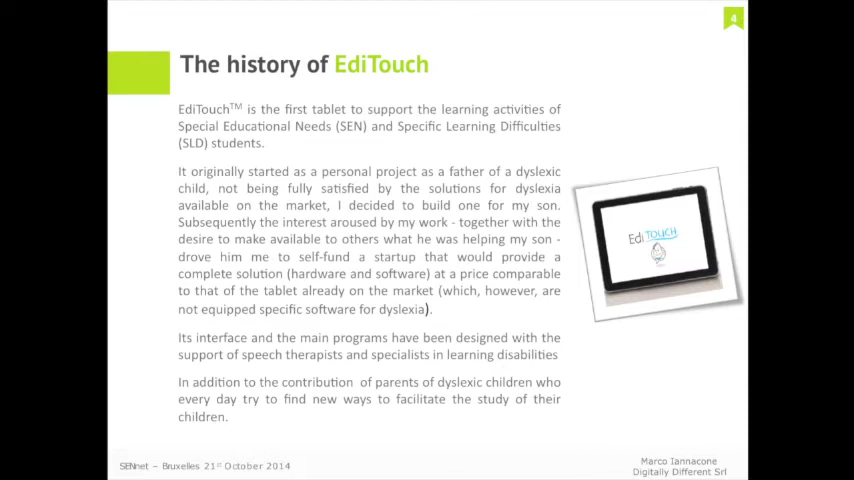 4
The history of EdiTouch
EdiTouch™ is the first tablet to support the learning activities of
Special Educational Needs (SEN) and Specific Learning Difficulties
(SLD) students.
It originally started as a personal project as a father of a dyslexic
child, not being fully satisfied by the solutions for dyslexia
available on the market, I decided to build one for my son.
Subsequently the interest aroused by my work - together with the
desire to make available to others what he was helping my son -
drove him me to self-fund a startup that would provide a
complete solution (hardware and software) at a price comparable
to that of the tablet already on the market (which, however, are
not equipped specific software for dyslexia).
Edi TOUCH
Its interface and the main programs have been designed with the
support of speech therapists and specialists in learning disabilities
In addition to the contribution of parents of dyslexic children who
every day try to find new ways to facilitate the study of their
children.
SENnet – Bruxelles 21st October 2014
Marco Iannacone
Digitally Different Srl